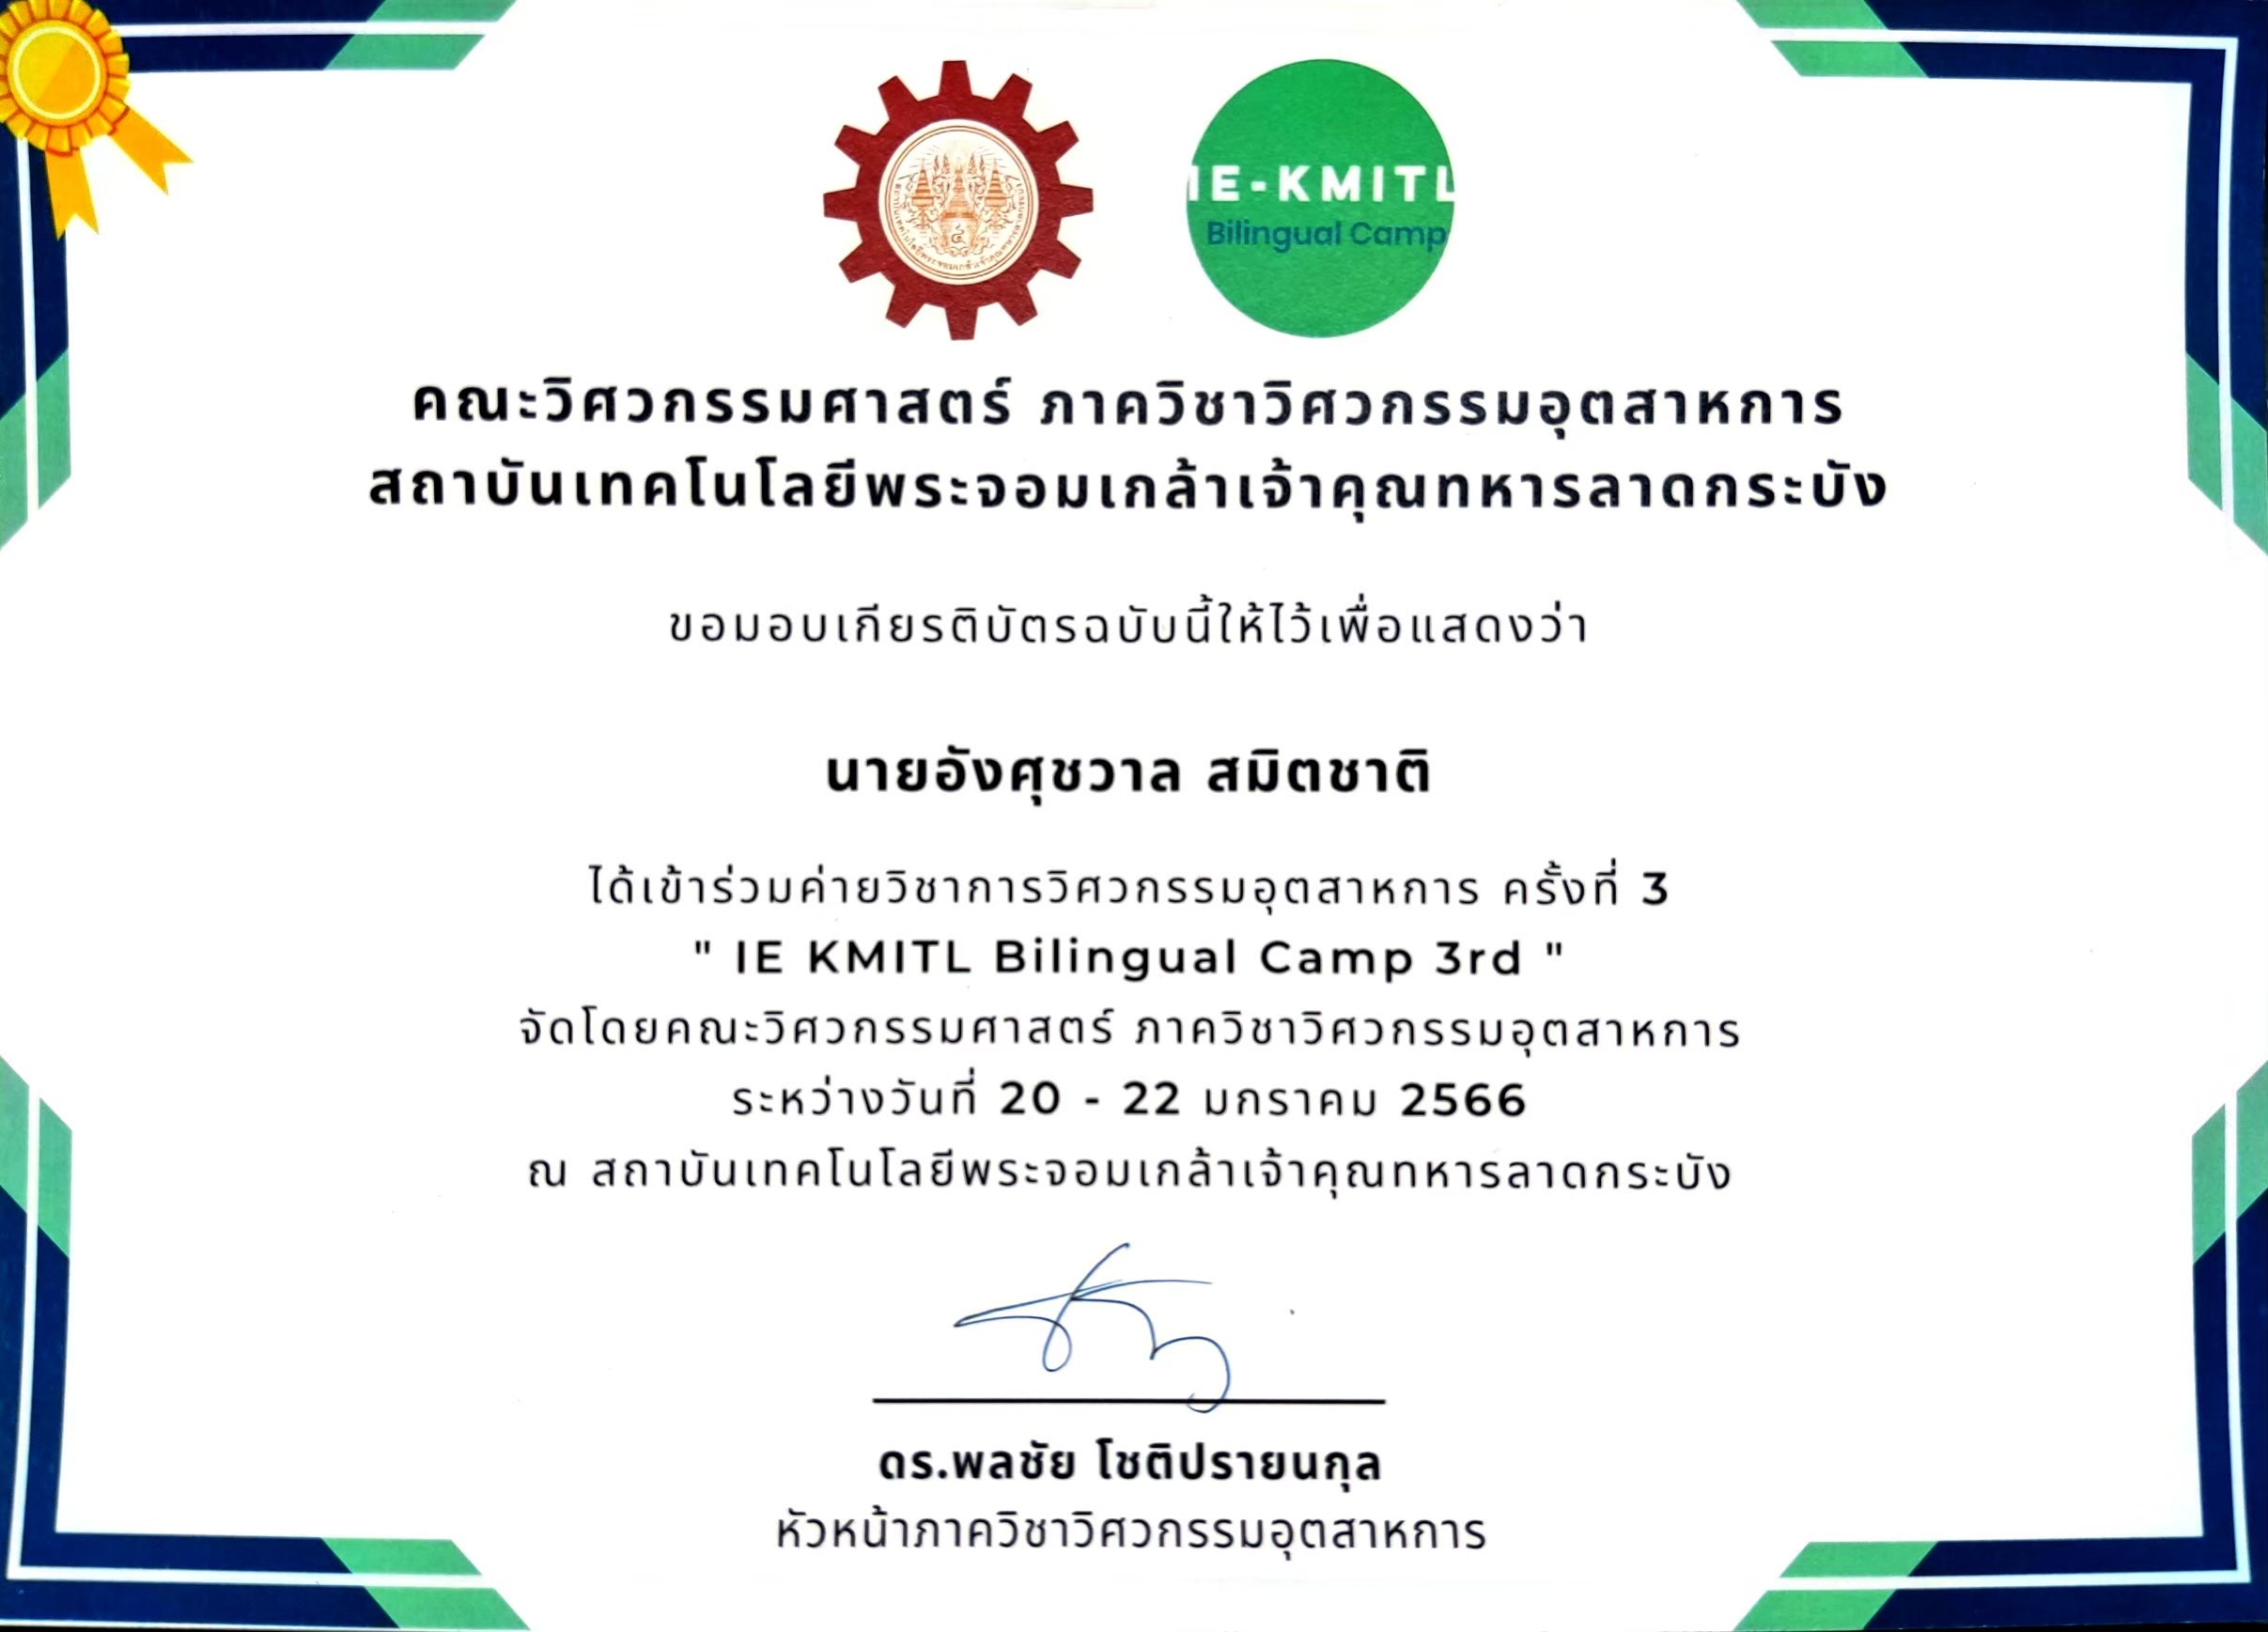 IE-KMITL
Bilingual Camp
คณะวิศวกรรมศาสตร์ ภาควิชาวิศวกรรมอุตสาหการ
สถาบันเทคโนโลยีพระจอมเกล้าเจ้าคุณทหารลาดกระบัง
ขอมอบเกียรติบัตรฉบับนี้ให้ไว้เพื่อแสดงว่า
นายอังศุชวาล สมิตชาติ
ได้เข้าร่วมค่ายวิชาการวิศวกรรมอุตสาหการ ครั้งที่ 3
" IE KMITL Bilingual Camp 3rd "
จัดโดยคณะวิศวกรรมศาสตร์ ภาควิชาวิศวกรรมอุตสาหการ
ระหว่างวันที่ 20 - 22 มกราคม 2566
ณ สถาบันเทคโนโลยีพระจอมเกล้าเจ้าคุณทหารลาดกระบัง
ดร.พลชัย โชติปรายนกุล
หัวหน้าภาควิชาวิศวกรรมอุตสาหการ